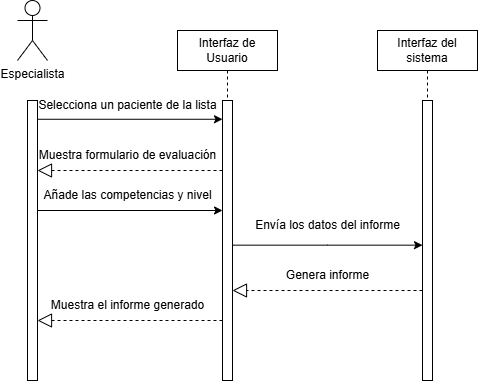 Especialista
Interfaz de
Usuario
Interfaz del
sistema
Selecciona un paciente de la lista
Muestra formulario de evaluación
Añade las competencias y nivel
Envía los datos del informe
Genera informe
Muestra el informe generado